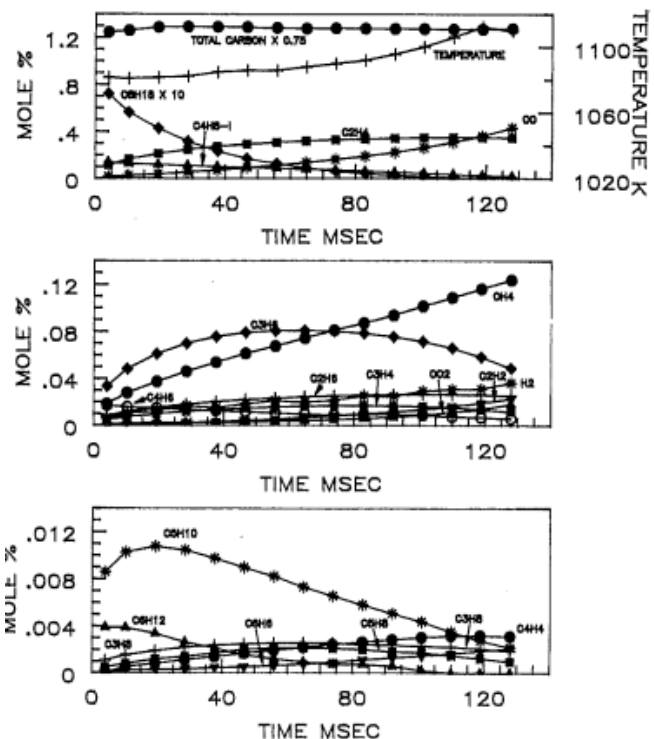 1.2
.8
.4
0
MOLE %
TOTAL CARBON X 0.75
TEMPERATURE
C8H18 X 10
C4H8-I
C2H4
CO
1100
1060
1020
TEMPERATURE K
0 40 80 120
TIME MSEC
.12
.08
.04
0
MOLE %
C3H6
CH4
C4H6
C2H6
C3H4
CO2
C2H2
H2
0 40 80 120
TIME MSEC
.012
.008
.004
0
MOLE %
C5H10
C6H12
C6H6
C3H8
C4H4
0 40 80 120
TIME MSEC